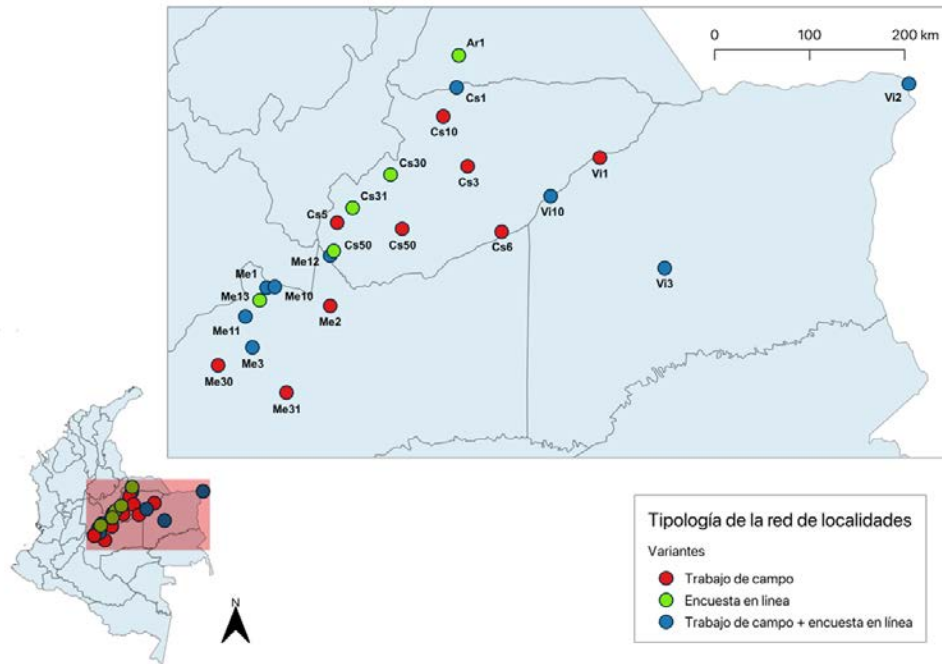 0 100 200 km
Ar1
Cs1
Vi2
Cs10
Cs30
Cs3
Vi1
Cs31
Cs5
Vi10
Cs50
Cs6
Cs50
Me12
Me1
Me10
Vi3
Me13
Me2
Me11
Me3
Me30
Me31
Tipología de la red de localidades
Variantes
Trabajo de campo
Encuesta en línea
Trabajo de campo + encuesta en línea
N